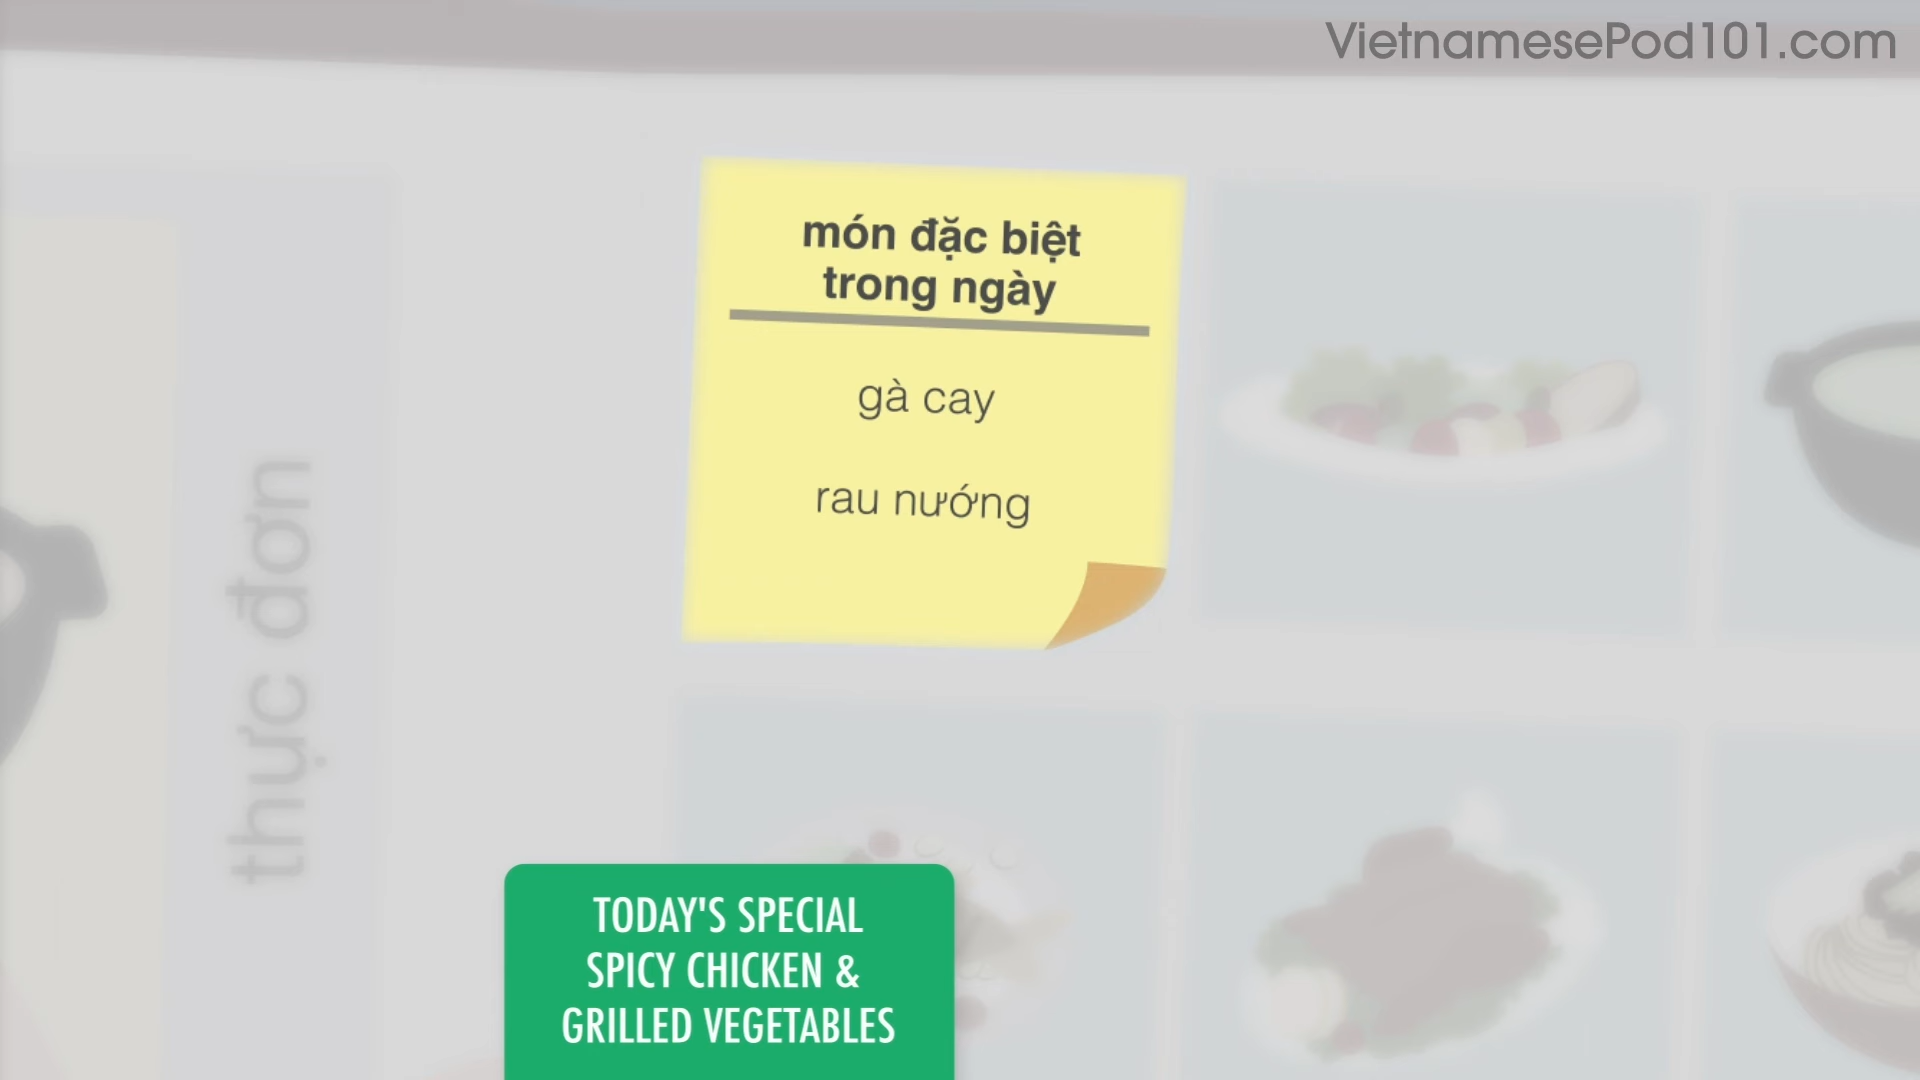 VietnamesePod101.com
món đặc biệt
trong ngày
gà cay
rau nướng
thực đơn
TODAY'S SPECIAL
SPICY CHICKEN &
GRILLED VEGETABLES